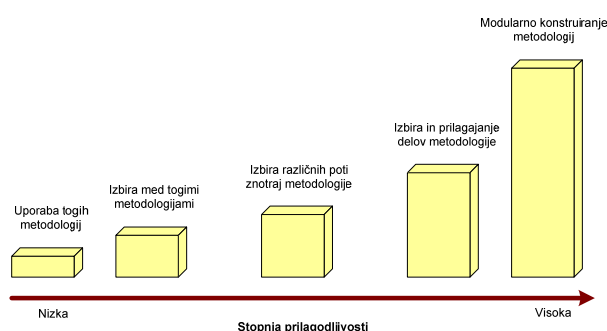 Modularno konstruiranje
metodologij
Izbira in prilagajanje
delov metodologije
Izbira različnih poti
znotraj metodologije
Izbira med togimi
metodologijami
Uporaba togih
metodologij
Nizka
Visoka
Stopnja prilagodljivosti